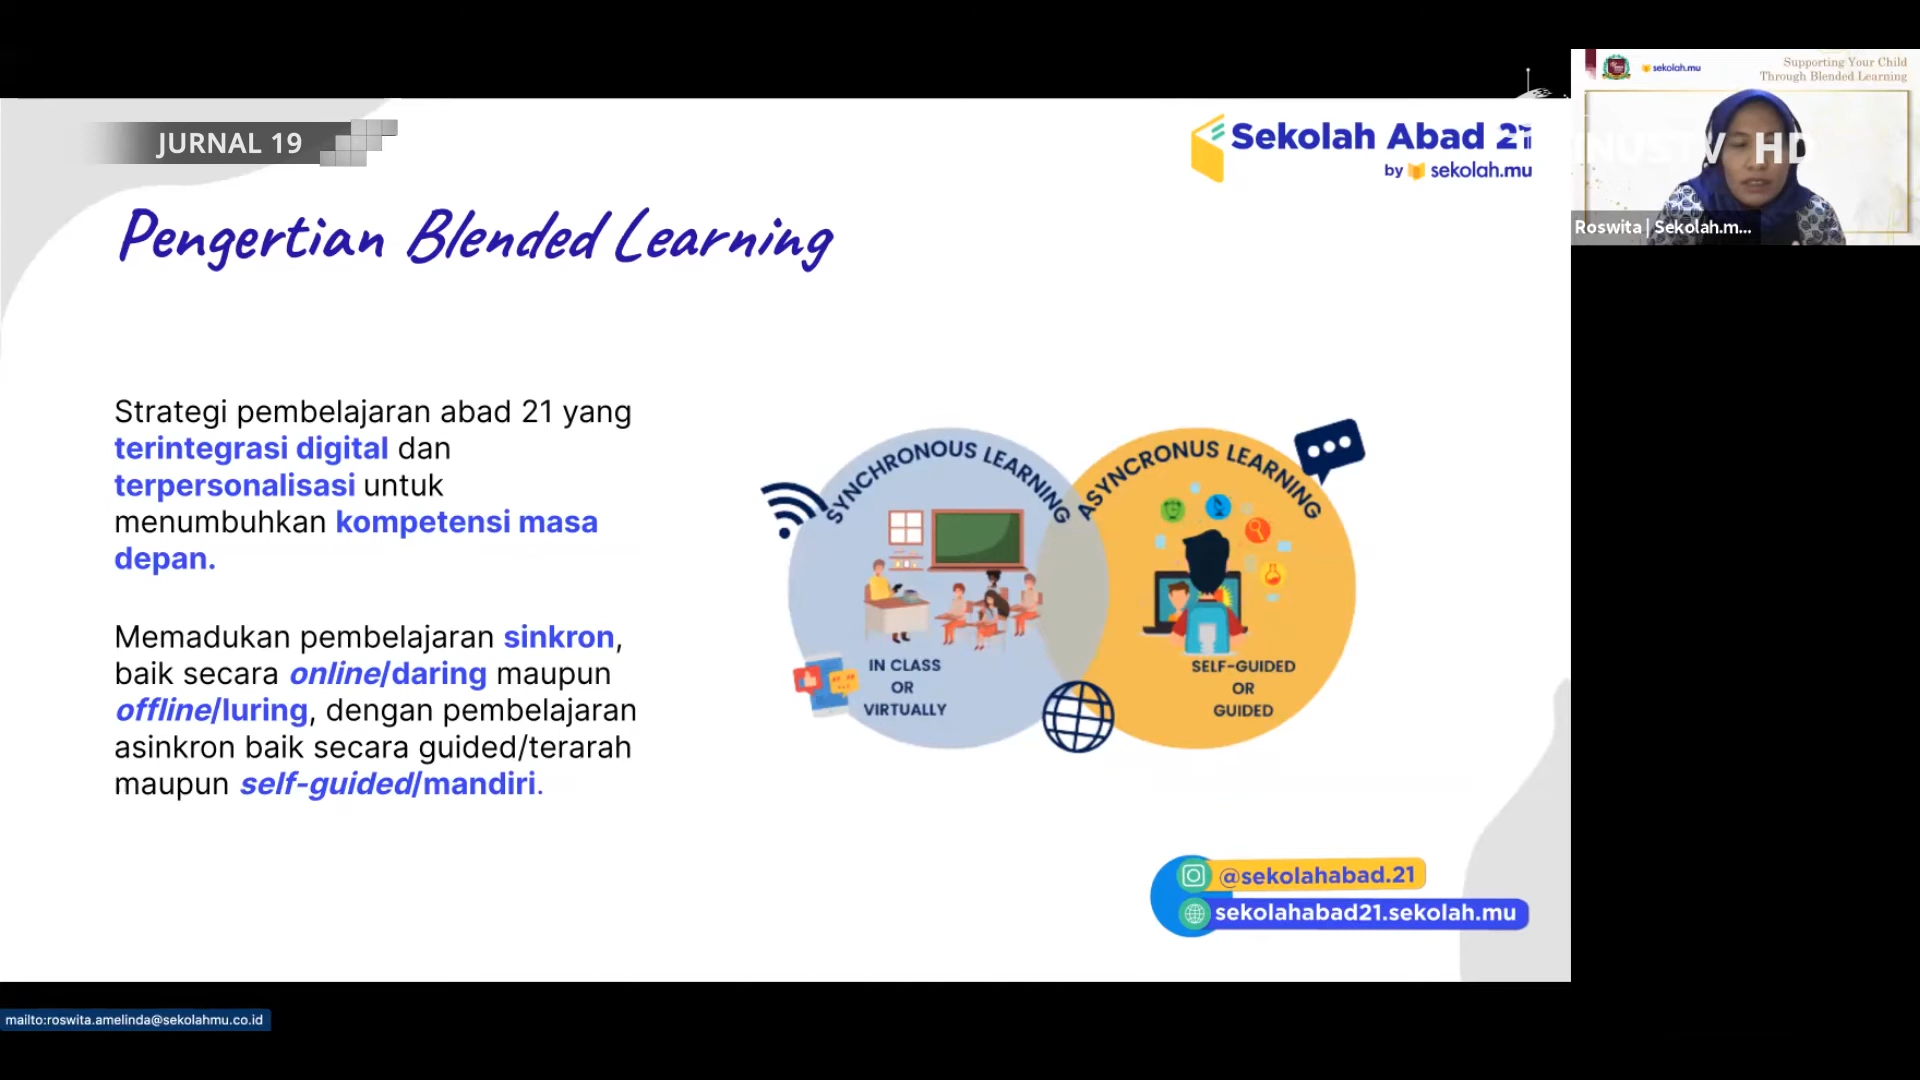 JURNAL 19
Sekolah Abad 21
by sekolah.mu
sekolah.mu
Supporting Your Child
Through Blended Learning
HD
Roswita | Sekolah.m...
Pengertian Blended Learning
Strategi pembelajaran abad 21 yang
terintegrasi digital dan
terpersonalisasi untuk
menumbuhkan kompetensi masa
depan.
Memadukan pembelajaran sinkron,
baik secara online/daring maupun
offline/luring, dengan pembelajaran
asinkron baik secara guided/terarah
maupun self-guided/mandiri.
SYNCHRONOUS LEARNING
IN CLASS
OR
VIRTUALLY
ASYNCRONUS LEARNING
SELF-GUIDED
OR
GUIDED
@sekolahabad.21
sekolahabad21.sekolah.mu
mailto:roswita.amelinda@sekolahmu.co.id